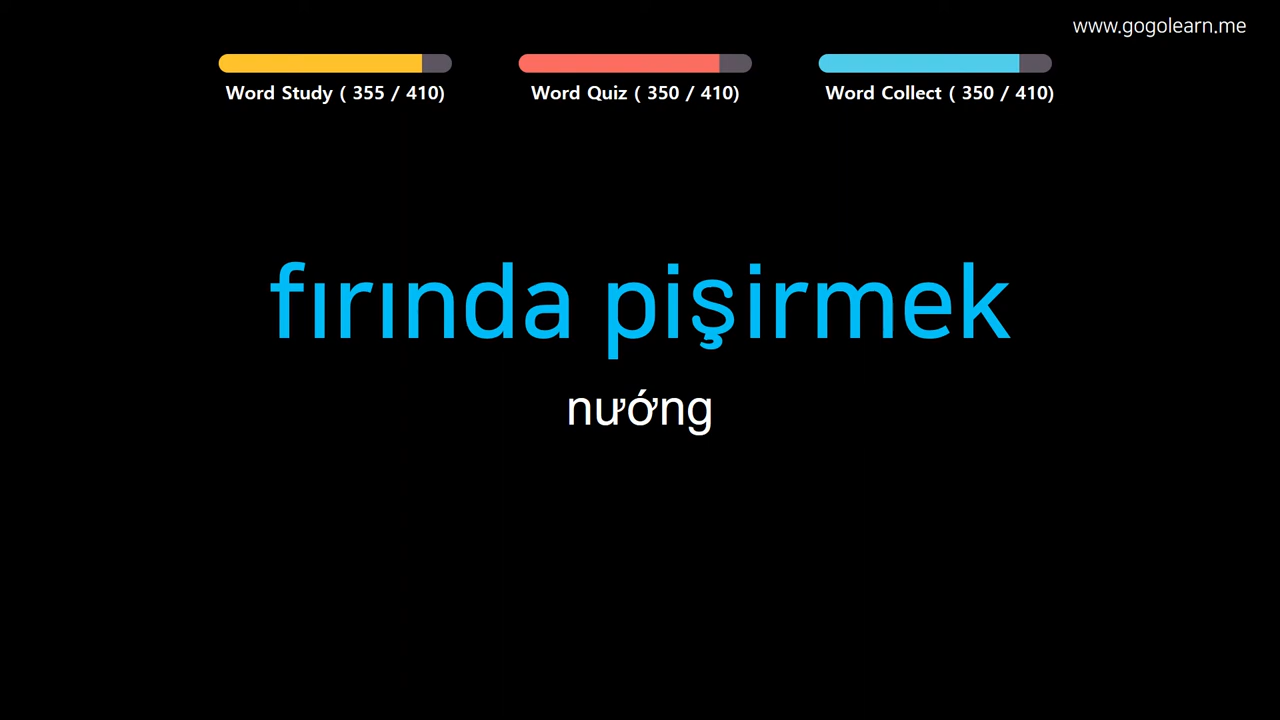 www.gogolearn.me
Word Study ( 355 / 410)
Word Quiz ( 350 / 410)
Word Collect ( 350 / 410)
fırında pişirmek
nướng